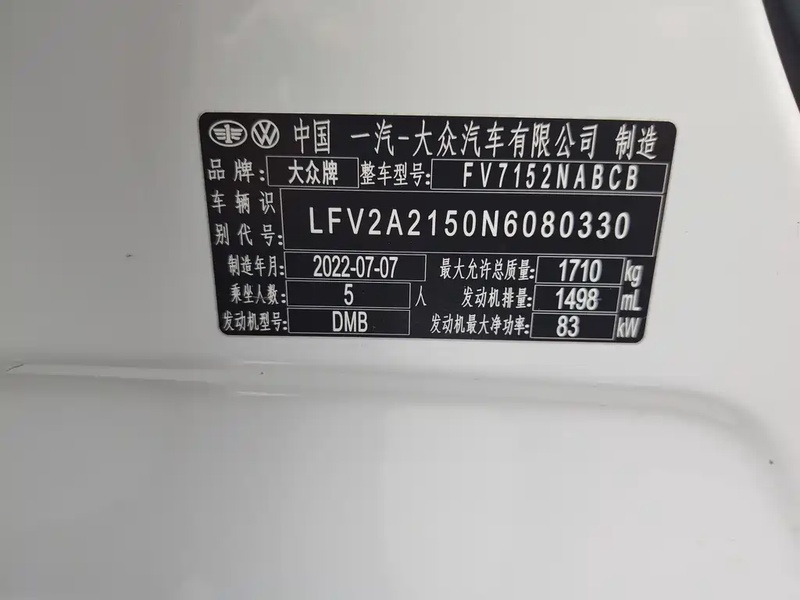 中国 一汽-大众汽车有限公司 制造
品牌: 大众牌 整车型号: FV7152NABCB
车辆识别代号: LFV2A2150N6080330
制造年月: 2022-07-07 最大允许总质量: 1710 kg
乘坐人数: 5 人 发动机排量: 1498 mL
发动机型号: DMB 发动机最大净功率: 83 kW